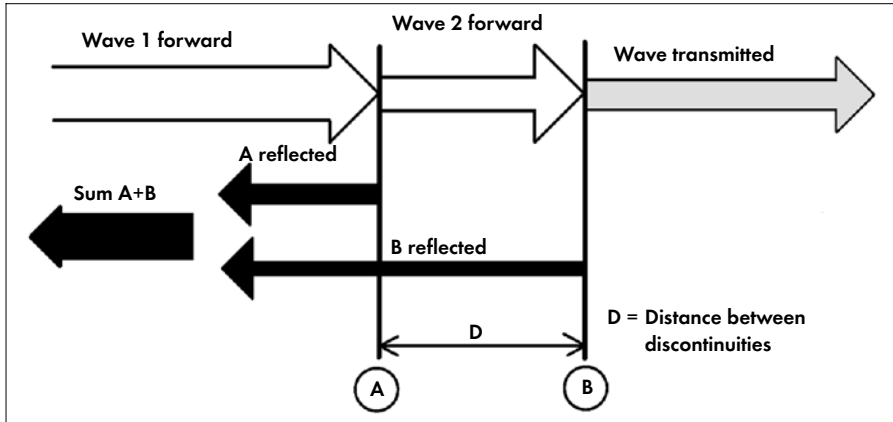 Wave 1 forward
Wave 2 forward
Wave transmitted
A reflected
Sum A+B
B reflected
D
D = Distance between
discontinuities
A
B